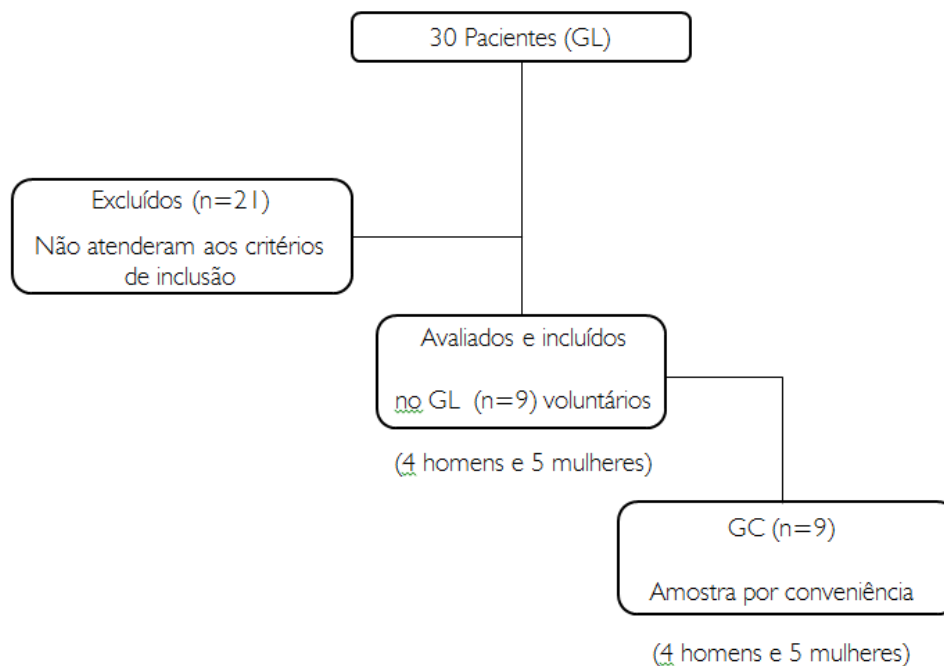 30 Pacientes (GL)
Excluídos (n=21)
Não atenderam aos critérios
de inclusão
Avaliados e incluídos
no GL (n=9) voluntários
(4 homens e 5 mulheres)
GC (n=9)
Amostra por conveniência
(4 homens e 5 mulheres)